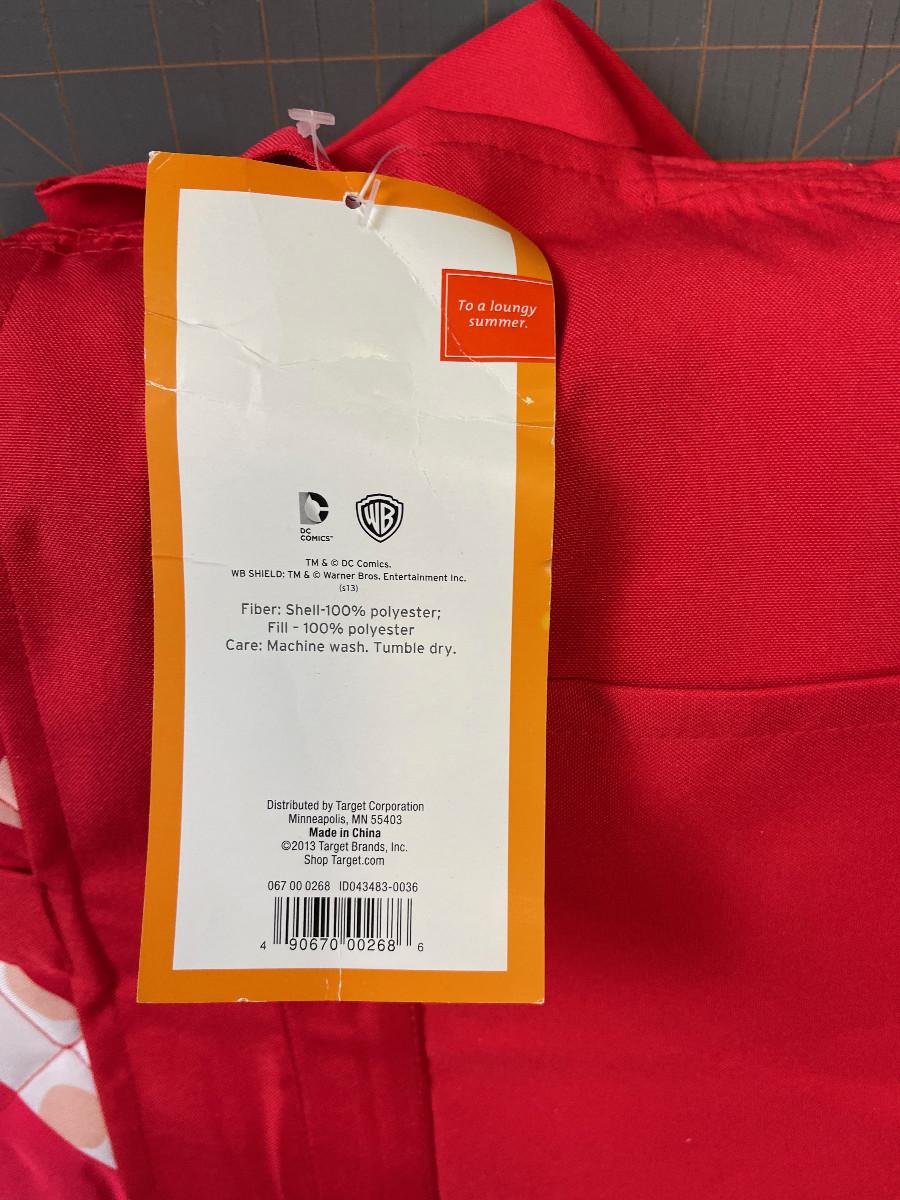 To a loungy
summer.
DC
COMICS™
WB
TM & © DC Comics.
WB SHIELD: TM & © Warner Bros. Entertainment Inc.
(s13)
Fiber: Shell-100% polyester;
Fill – 100% polyester
Care: Machine wash. Tumble dry.
Distributed by Target Corporation
Minneapolis, MN 55403
Made in China
©2013 Target Brands, Inc.
Shop Target.com
067 00 0268 ID043483-0036
4 90670 00268 6